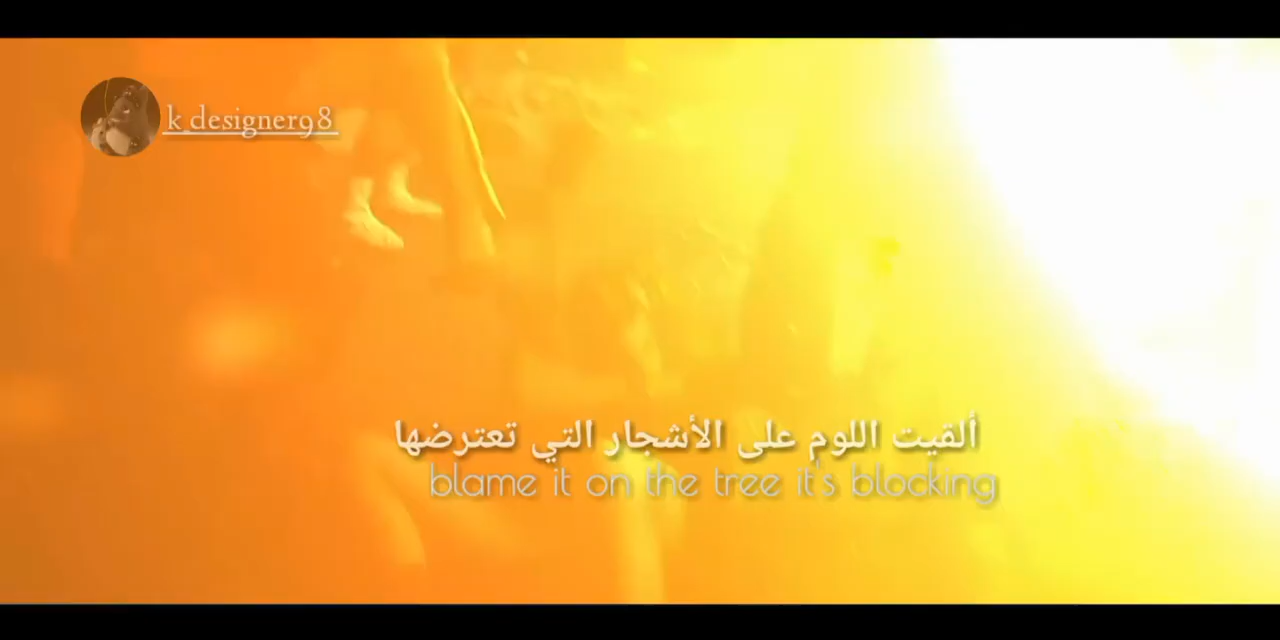 k_designer98
ألقيت اللوم على الأشجار التي تعترضها
blame it on the tree it's blocking